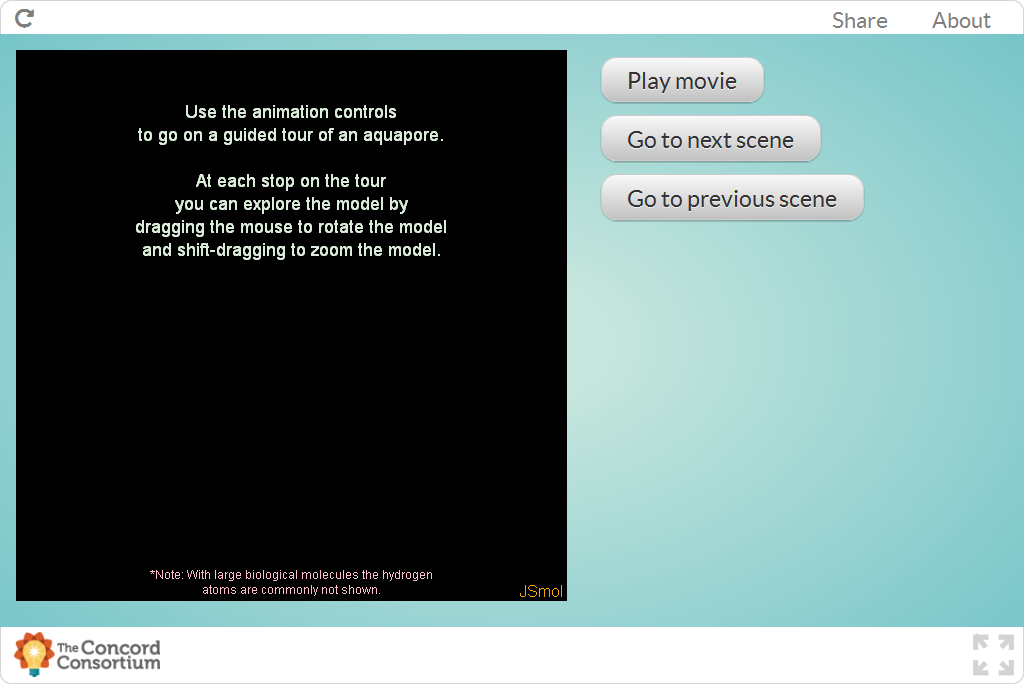 Share About
Use the animation controls
to go on a guided tour of an aquapore.
At each stop on the tour
you can explore the model by
dragging the mouse to rotate the model
and shift-dragging to zoom the model.
*Note: With large biological molecules the hydrogen
atoms are commonly not shown.
JSmol
Play movie
Go to next scene
Go to previous scene
The Concord
Consortium